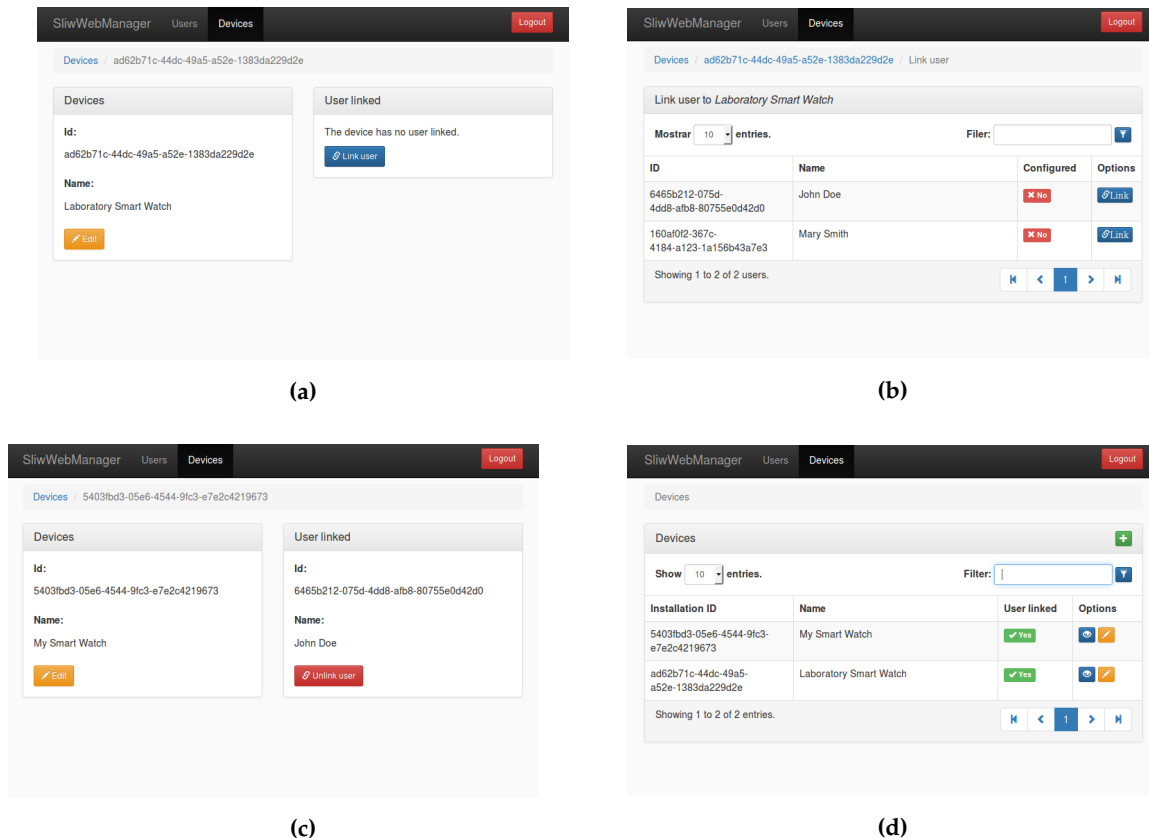 SliwWebManager Users Devices Logout
Devices / ad62b71c-44dc-49a5-a52e-1383da229d2e
Devices
Id:
ad62b71c-44dc-49a5-a52e-1383da229d2e
Name:
Laboratory Smart Watch
Edit
User linked
The device has no user linked.
Link user
(a)
SliwWebManager Users Devices Logout
Devices / ad62b71c-44dc-49a5-a52e-1383da229d2e / Link user
Link user to Laboratory Smart Watch
Mostrar 10 entries. Filer:
ID Name Configured Options
6465b212-075d- John Doe No Link
4dd8-afb8-80755e0d42d0
160af0f2-367c- Mary Smith No Link
4184-a123-1a156b43a7e3
Showing 1 to 2 of 2 users. 1
(b)
SliwWebManager Users Devices Logout
Devices / 5403fbd3-05e6-4544-9fc3-e7e2c4219673
Devices
Id:
5403fbd3-05e6-4544-9fc3-e7e2c4219673
Name:
My Smart Watch
Edit
User linked
Id:
6465b212-075d-4dd8-afb8-80755e0d42d0
Name:
John Doe
Unlink user
(c)
SliwWebManager Users Devices Logout
Devices
Devices
Show 10 entries. Filter:
Installation ID Name User linked Options
5403fbd3-05e6-4544-9fc3- My Smart Watch Yes
e7e2c4219673
ad62b71c-44dc-49a5- Laboratory Smart Watch Yes
a52e-1383da229d2e
Showing 1 to 2 of 2 entries. 1
(d)